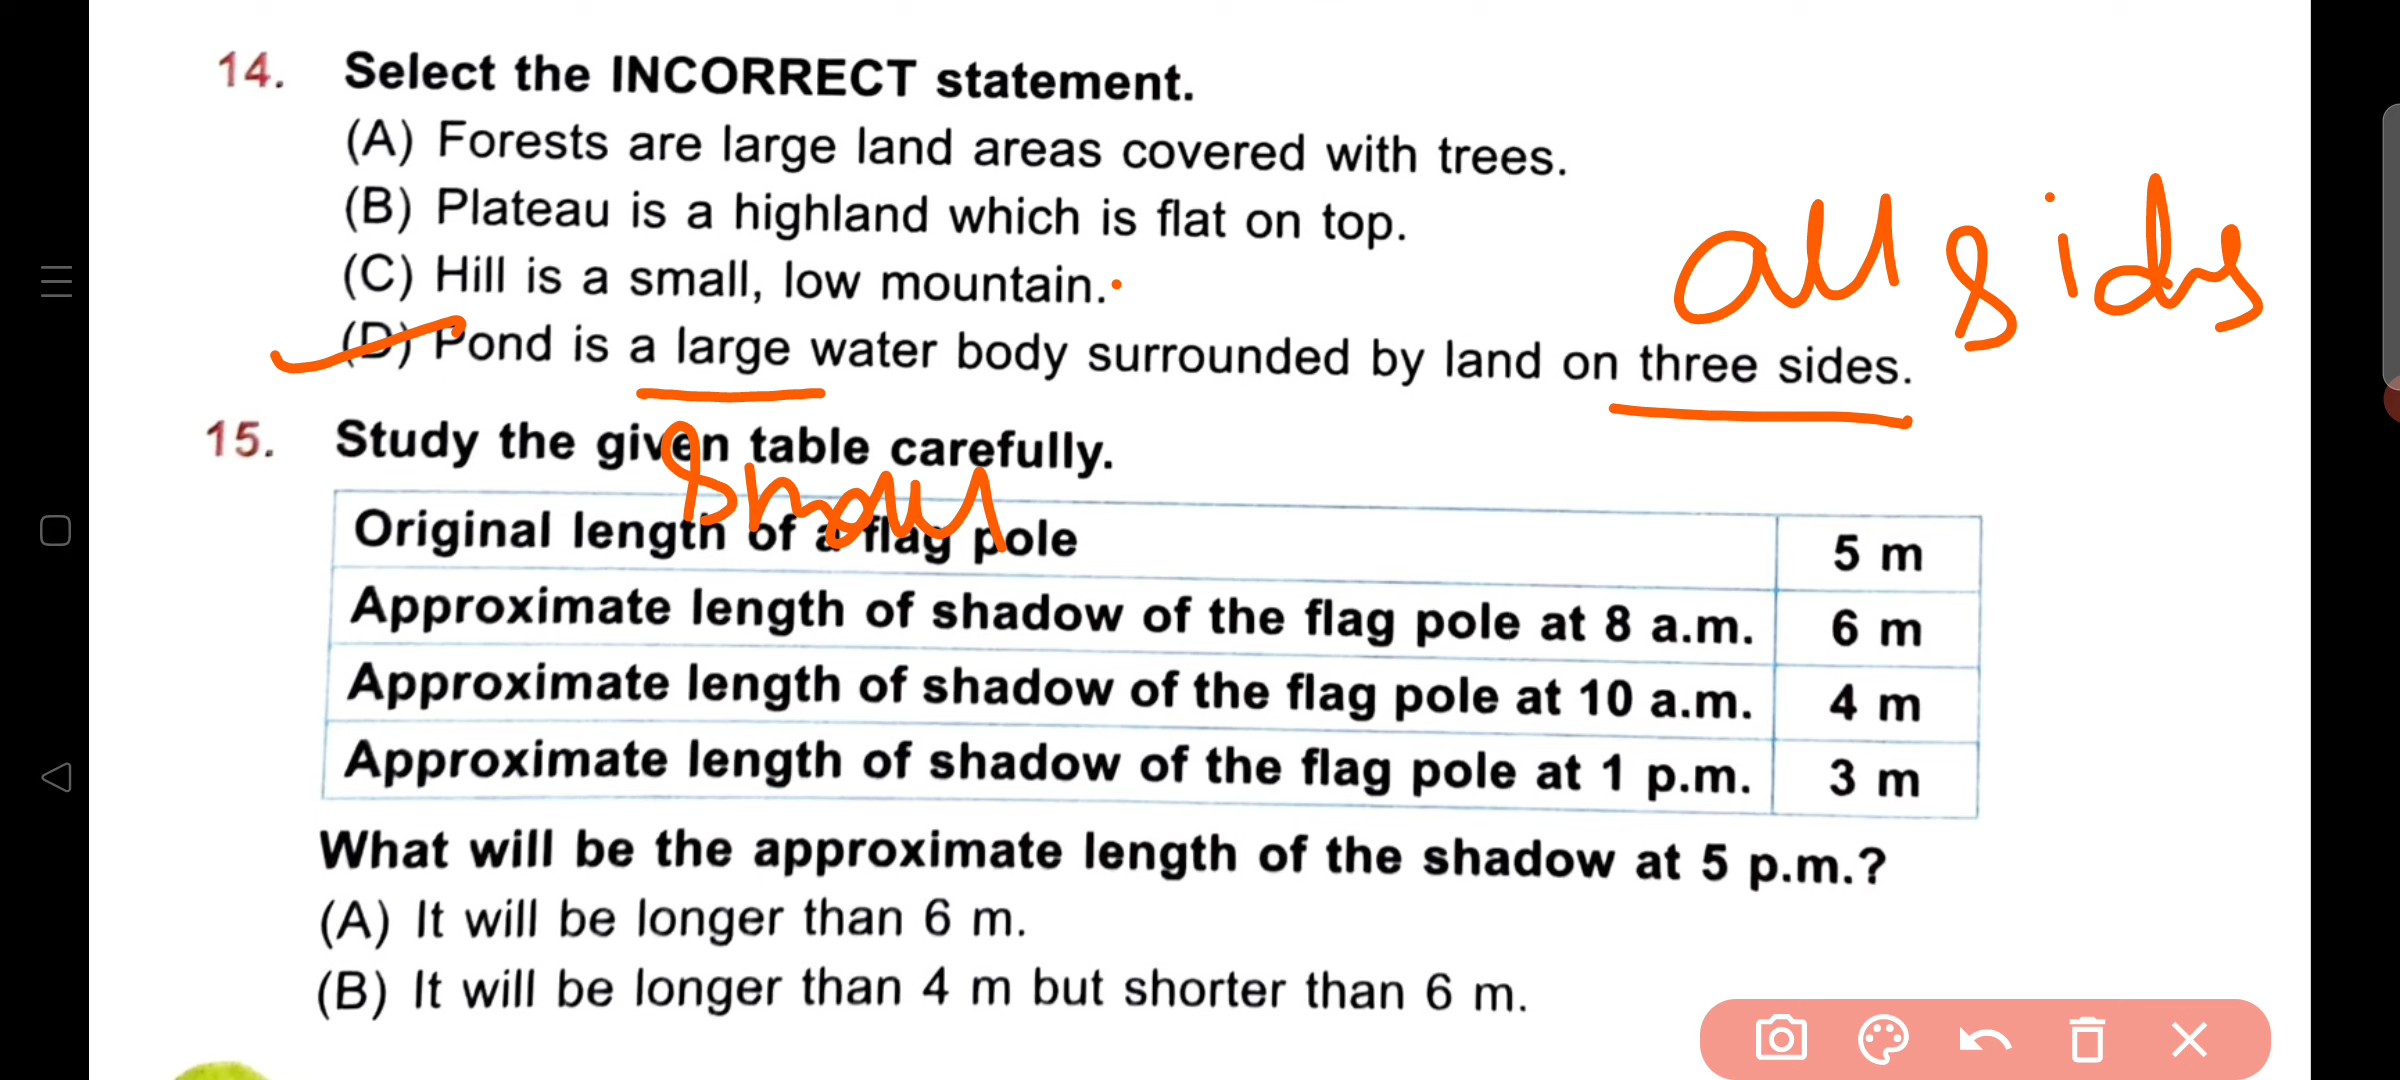 14. Select the INCORRECT statement.
(A) Forests are large land areas covered with trees.
(B) Plateau is a highland which is flat on top.
(C) Hill is a small, low mountain.
all sides
(D) Pond is a large water body surrounded by land on three sides.
small
15. Study the given table carefully.
Original length of a flag pole 5 m
Approximate length of shadow of the flag pole at 8 a.m. 6 m
Approximate length of shadow of the flag pole at 10 a.m. 4 m
Approximate length of shadow of the flag pole at 1 p.m. 3 m
What will be the approximate length of the shadow at 5 p.m.?
(A) It will be longer than 6 m.
(B) It will be longer than 4 m but shorter than 6 m.